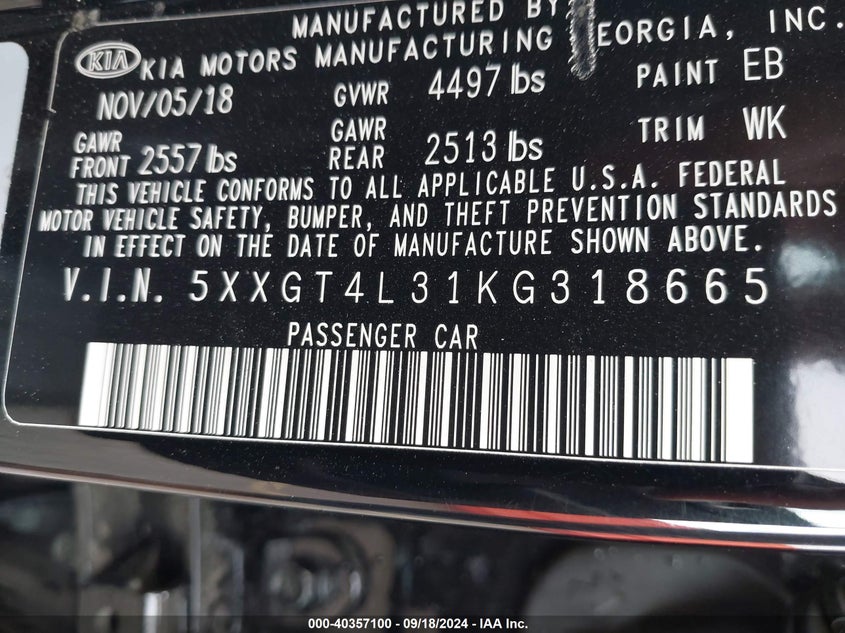 MANUFACTURED BY
KIA KIA MOTORS MANUFACTURING EORGIA, INC.
NOV/05/18 GVWR 4497 lbs PAINT EB
GAWR FRONT 2557 lbs GAWR REAR 2513 lbs TRIM WK
THIS VEHICLE CONFORMS TO ALL APPLICABLE U.S.A. FEDERAL
MOTOR VEHICLE SAFETY, BUMPER, AND THEFT PREVENTION STANDARDS
IN EFFECT ON THE DATE OF MANUFACTURE SHOWN ABOVE.
V.I.N. 5XXGT4L31KG318665
PASSENGER CAR
000-40357100 - 09/18/2024 - IAA Inc.